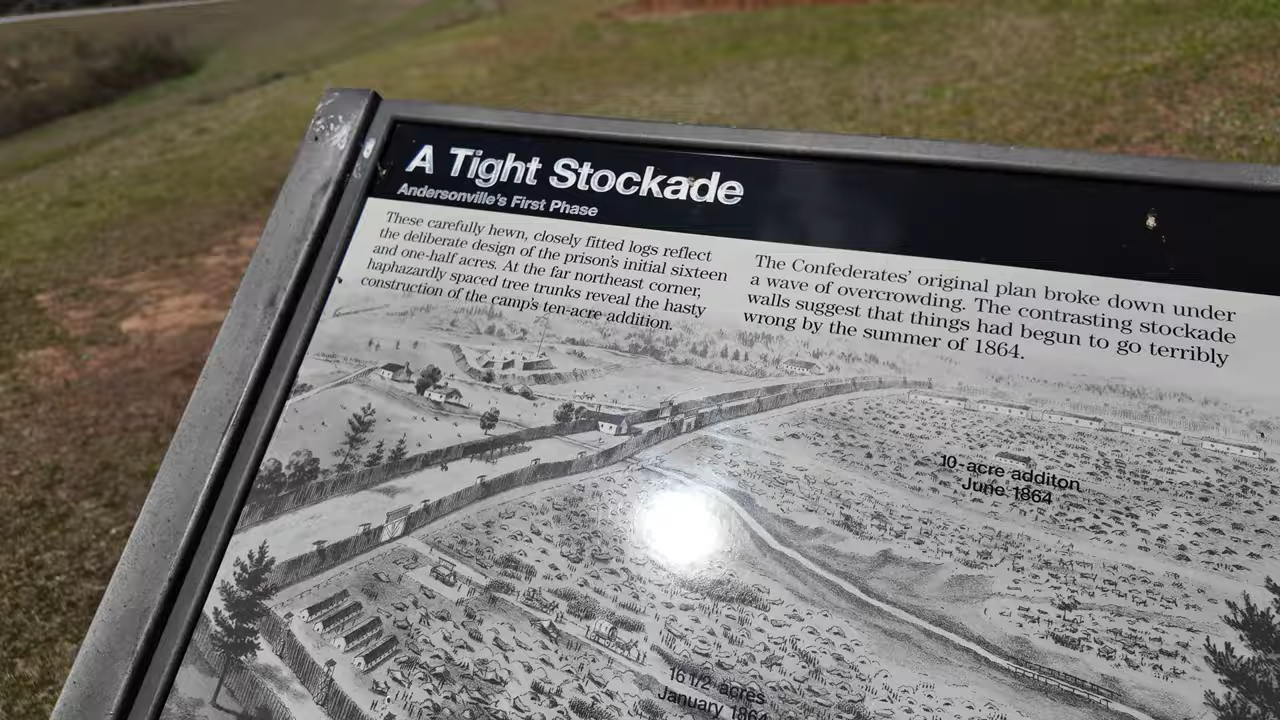 A Tight Stockade
Andersonville's First Phase
These carefully hewn, closely fitted logs reflect
the deliberate design of the prison's initial sixteen
and one-half acres. At the far northeast corner,
haphazardly spaced tree trunks reveal the hasty
construction of the camp's ten-acre addition.
The Confederates' original plan broke down under
a wave of overcrowding. The contrasting stockade
walls suggest that things had begun to go terribly
wrong by the summer of 1864.
10-acre additon
June 1864
16 1/2 acres
January 1864